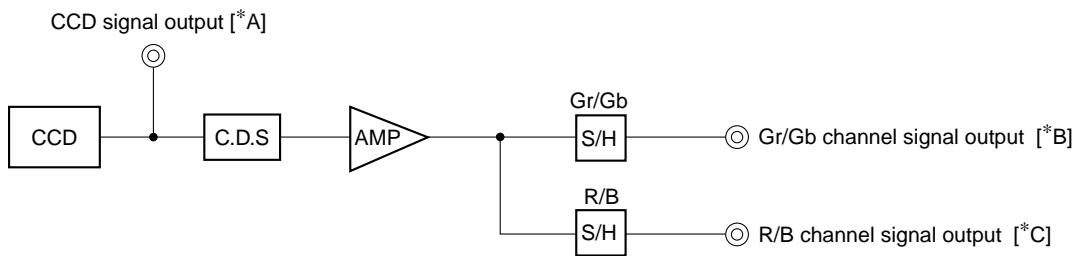 CCD signal output [*A]
CCD
C.D.S
AMP
Gr/Gb
S/H
Gr/Gb channel signal output [*B]
R/B
S/H
R/B channel signal output [*C]